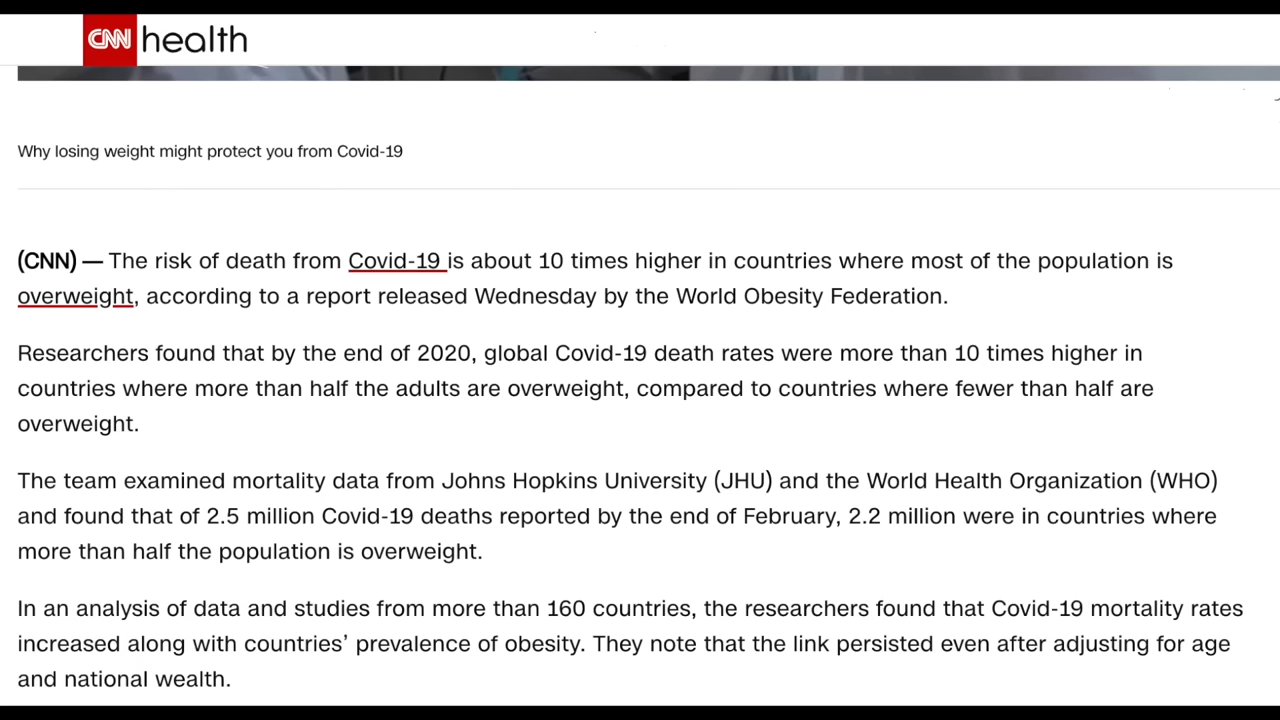 CNN health
Why losing weight might protect you from Covid-19
(CNN) — The risk of death from Covid-19 is about 10 times higher in countries where most of the population is
overweight, according to a report released Wednesday by the World Obesity Federation.
Researchers found that by the end of 2020, global Covid-19 death rates were more than 10 times higher in
countries where more than half the adults are overweight, compared to countries where fewer than half are
overweight.
The team examined mortality data from Johns Hopkins University (JHU) and the World Health Organization (WHO)
and found that of 2.5 million Covid-19 deaths reported by the end of February, 2.2 million were in countries where
more than half the population is overweight.
In an analysis of data and studies from more than 160 countries, the researchers found that Covid-19 mortality rates
increased along with countries’ prevalence of obesity. They note that the link persisted even after adjusting for age
and national wealth.